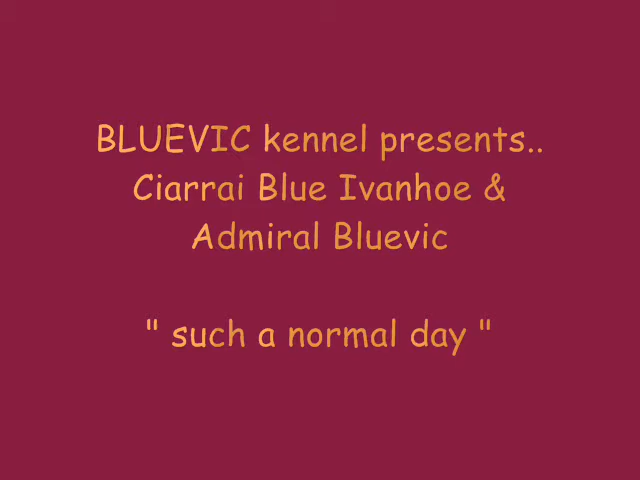 BLUEVIC kennel presents..
Ciarrai Blue Ivanhoe &
Admiral Bluevic
" such a normal day "